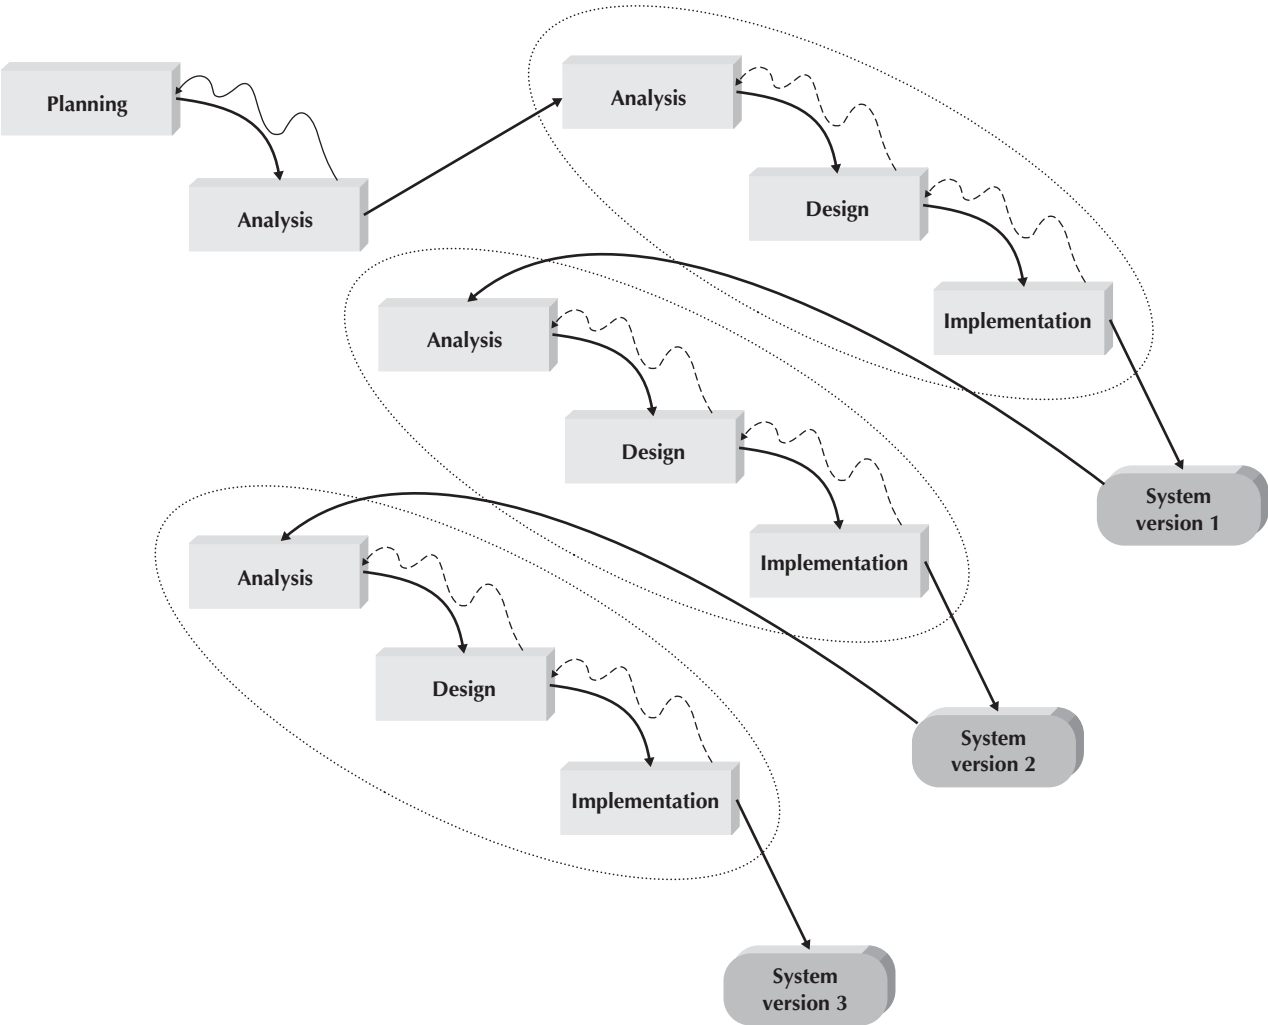 Planning
Analysis
Analysis
Design
Implementation
System
version 1
Analysis
Design
Implementation
System
version 2
Analysis
Design
Implementation
System
version 3